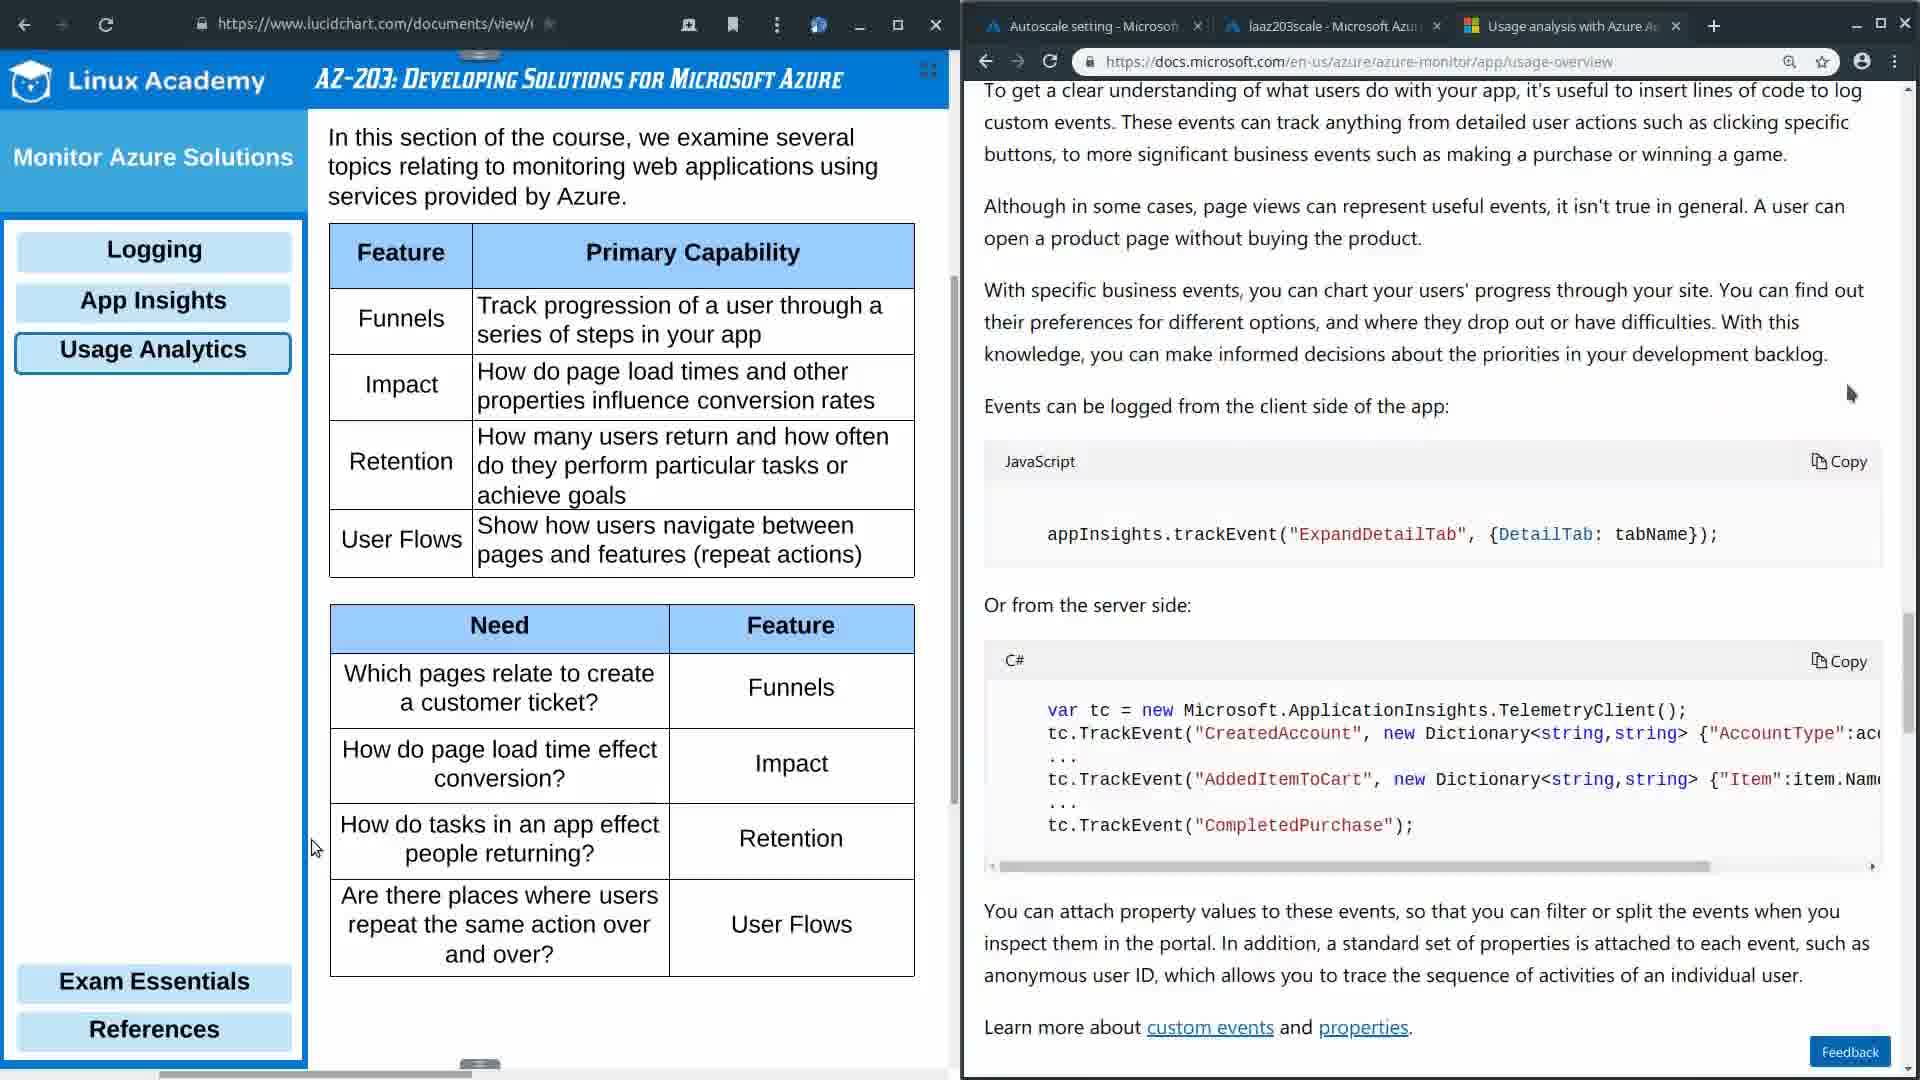 https://www.lucidchart.com/documents/view/
Linux Academy
AZ-203: Developing Solutions for Microsoft Azure
Monitor Azure Solutions
Logging
App Insights
Usage Analytics
Exam Essentials
References
In this section of the course, we examine several
topics relating to monitoring web applications using
services provided by Azure.
Feature Primary Capability
Funnels Track progression of a user through a
series of steps in your app
Impact How do page load times and other
properties influence conversion rates
Retention How many users return and how often
do they perform particular tasks or
achieve goals
User Flows Show how users navigate between
pages and features (repeat actions)
Need Feature
Which pages relate to create
a customer ticket?
Funnels
How do page load time effect
conversion?
Impact
How do tasks in an app effect
people returning?
Retention
Are there places where users
repeat the same action over
and over?
User Flows
Autoscale setting - Microsoft
laaz203scale - Microsoft Azu
Usage analysis with Azure A
https://docs.microsoft.com/en-us/azure/azure-monitor/app/usage-overview
To get a clear understanding of what users do with your app, it's useful to insert lines of code to log
custom events. These events can track anything from detailed user actions such as clicking specific
buttons, to more significant business events such as making a purchase or winning a game.
Although in some cases, page views can represent useful events, it isn't true in general. A user can
open a product page without buying the product.
With specific business events, you can chart your users' progress through your site. You can find out
their preferences for different options, and where they drop out or have difficulties. With this
knowledge, you can make informed decisions about the priorities in your development backlog.
Events can be logged from the client side of the app:
JavaScript Copy
appInsights.trackEvent("ExpandDetailTab", {DetailTab: tabName});
Or from the server side:
C# Copy
var tc = new Microsoft.ApplicationInsights.TelemetryClient();
tc.TrackEvent("CreatedAccount", new Dictionary<string,string> {"AccountType":acc
...
tc.TrackEvent("AddedItemToCart", new Dictionary<string,string> {"Item":item.Name
...
tc.TrackEvent("CompletedPurchase");
You can attach property values to these events, so that you can filter or split the events when you
inspect them in the portal. In addition, a standard set of properties is attached to each event, such as
anonymous user ID, which allows you to trace the sequence of activities of an individual user.
Learn more about custom events and properties.
Feedback